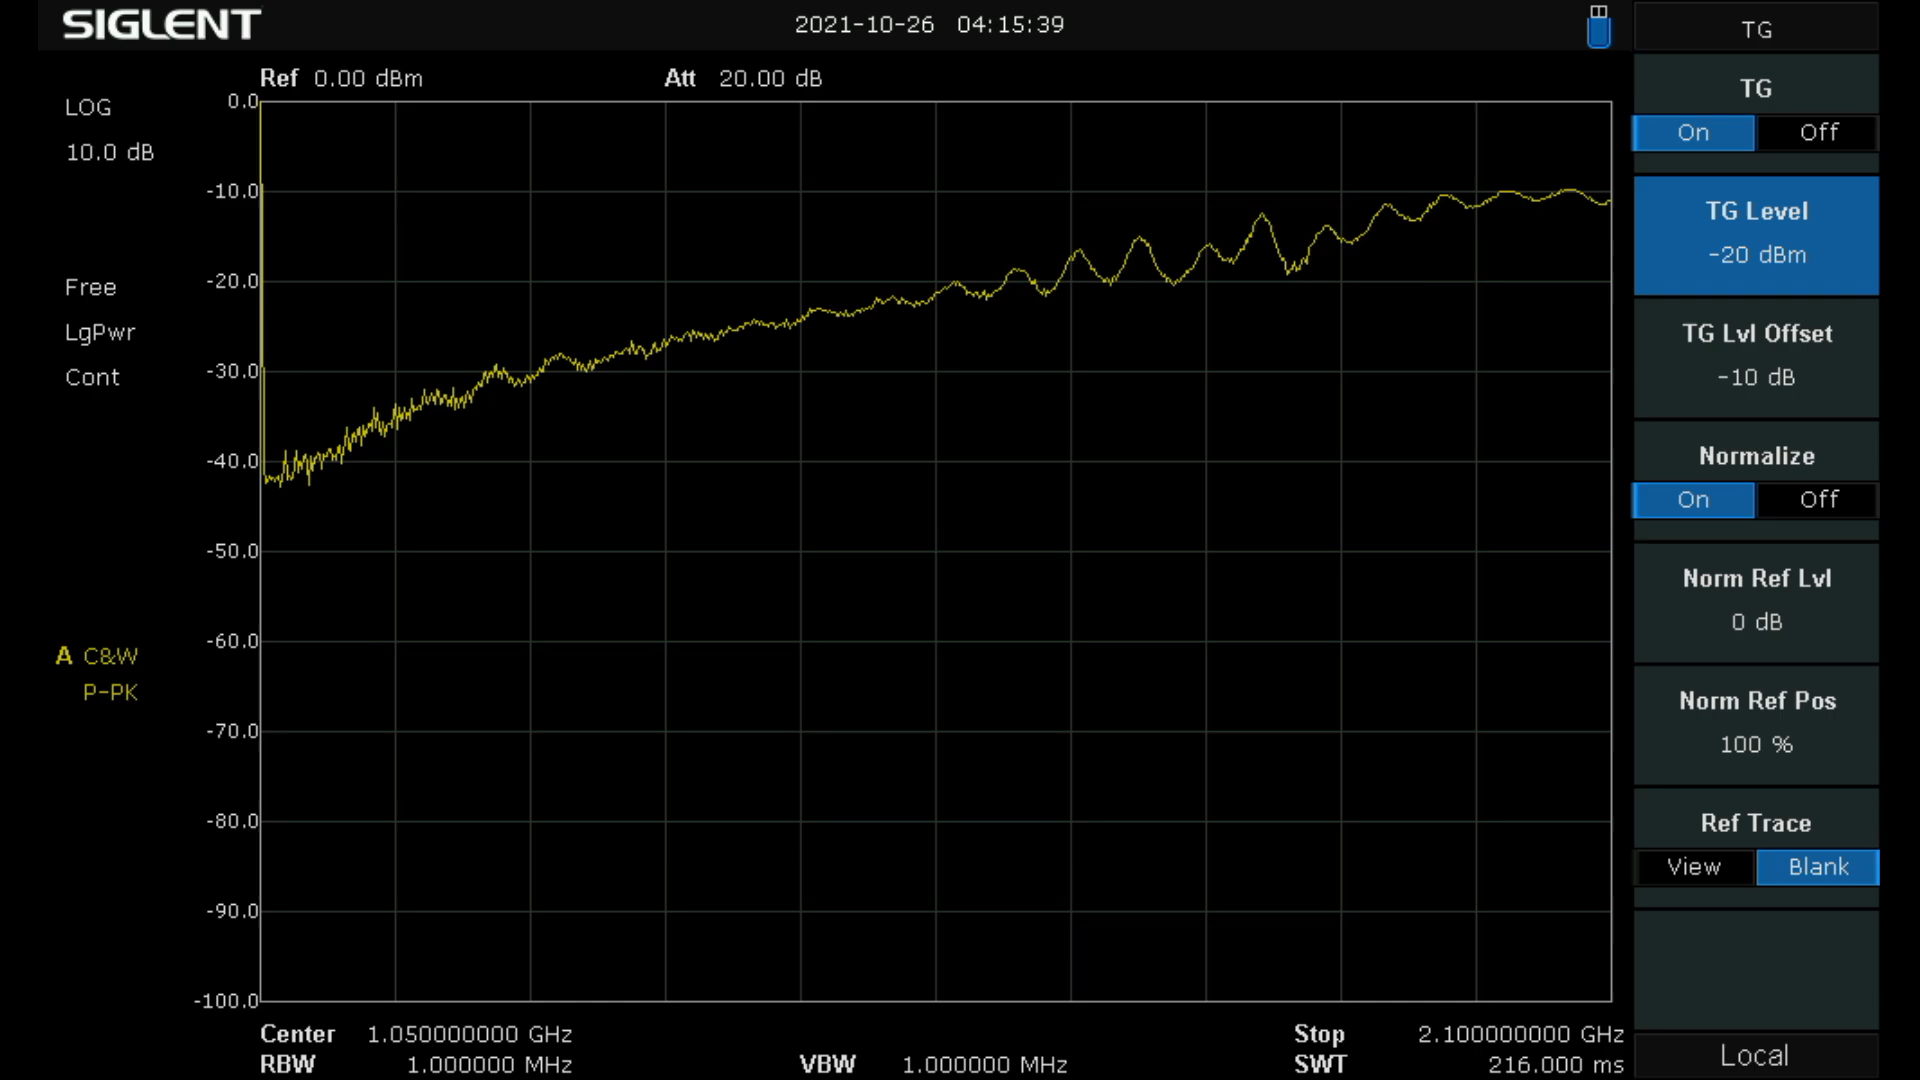 SIGLENT
2021-10-26 04:15:39
TG
Ref 0.00 dBm
Att 20.00 dB
LOG
10.0 dB
Free
LgPwr
Cont
A C&W
P-PK
0.0
-10.0
-20.0
-30.0
-40.0
-50.0
-60.0
-70.0
-80.0
-90.0
-100.0
Center 1.050000000 GHz
Stop 2.100000000 GHz
RBW 1.000000 MHz
VBW 1.000000 MHz
SWT 216.000 ms
TG
On Off
TG Level
-20 dBm
TG Lvl Offset
-10 dB
Normalize
On Off
Norm Ref Lvl
0 dB
Norm Ref Pos
100 %
Ref Trace
View Blank
Local